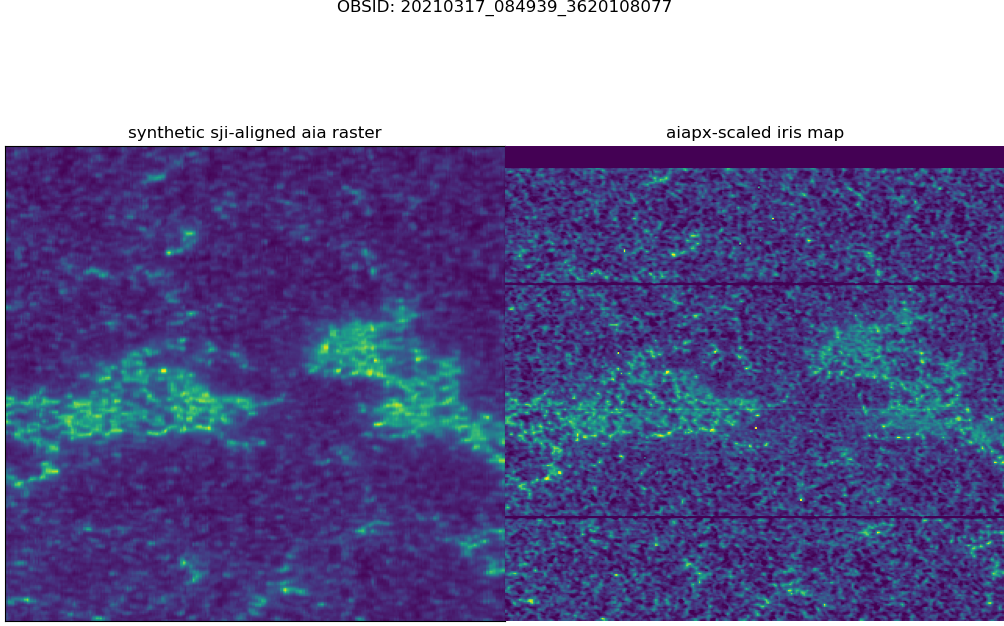 OBSID: 20210317_084939_3620108077
synthetic sji-aligned aia raster
aiapx-scaled iris map